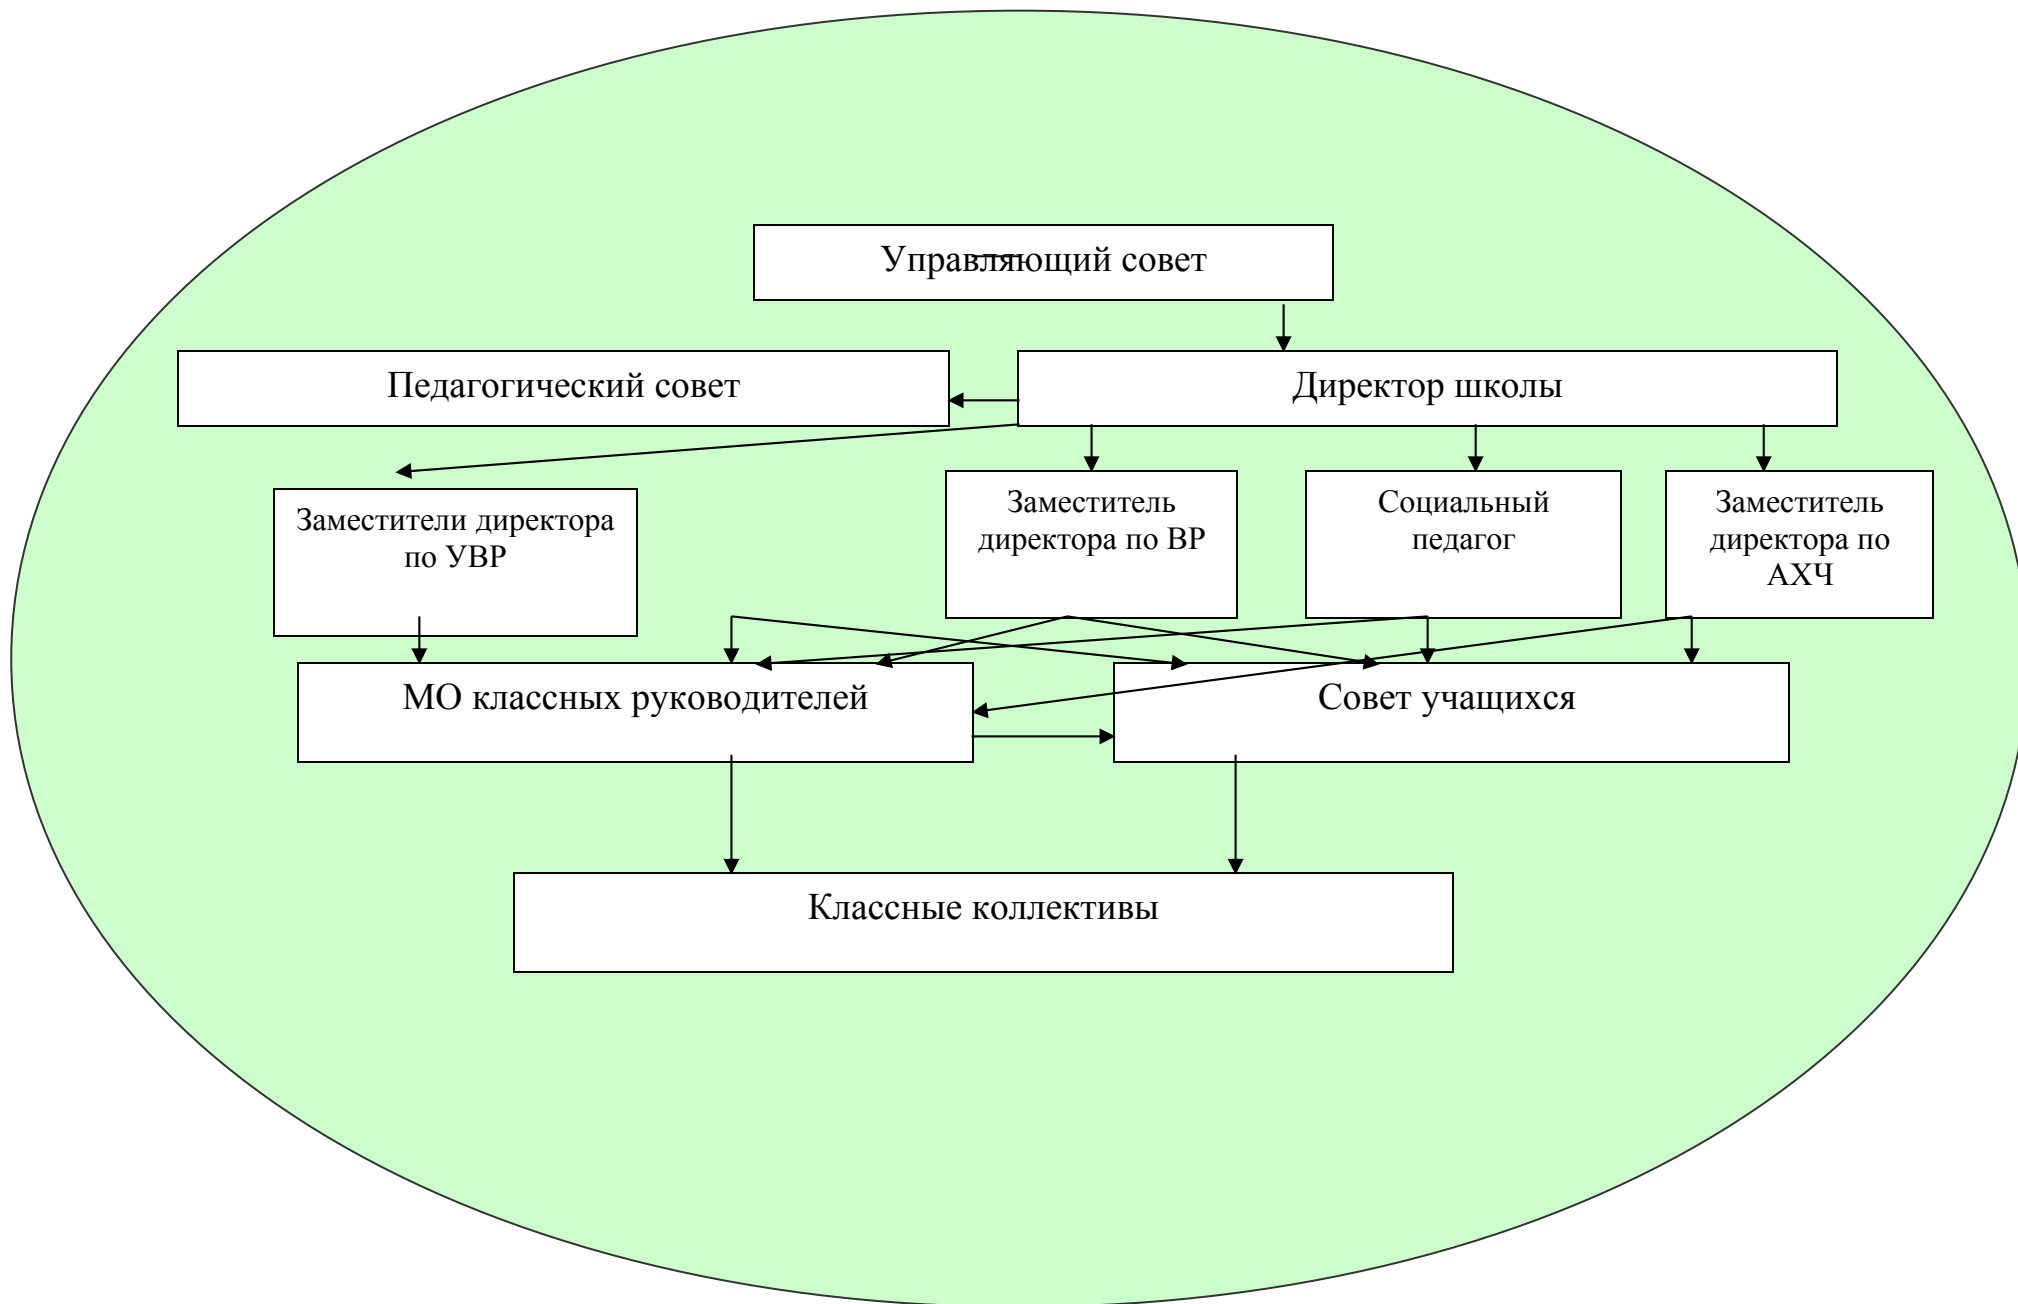 Управляющий совет
Педагогический совет
Директор школы
Заместители директора
по УВР
Заместитель
директора по ВР
Социальный
педагог
Заместитель
директора по
АХЧ
МО классных руководителей
Совет учащихся
Классные коллективы